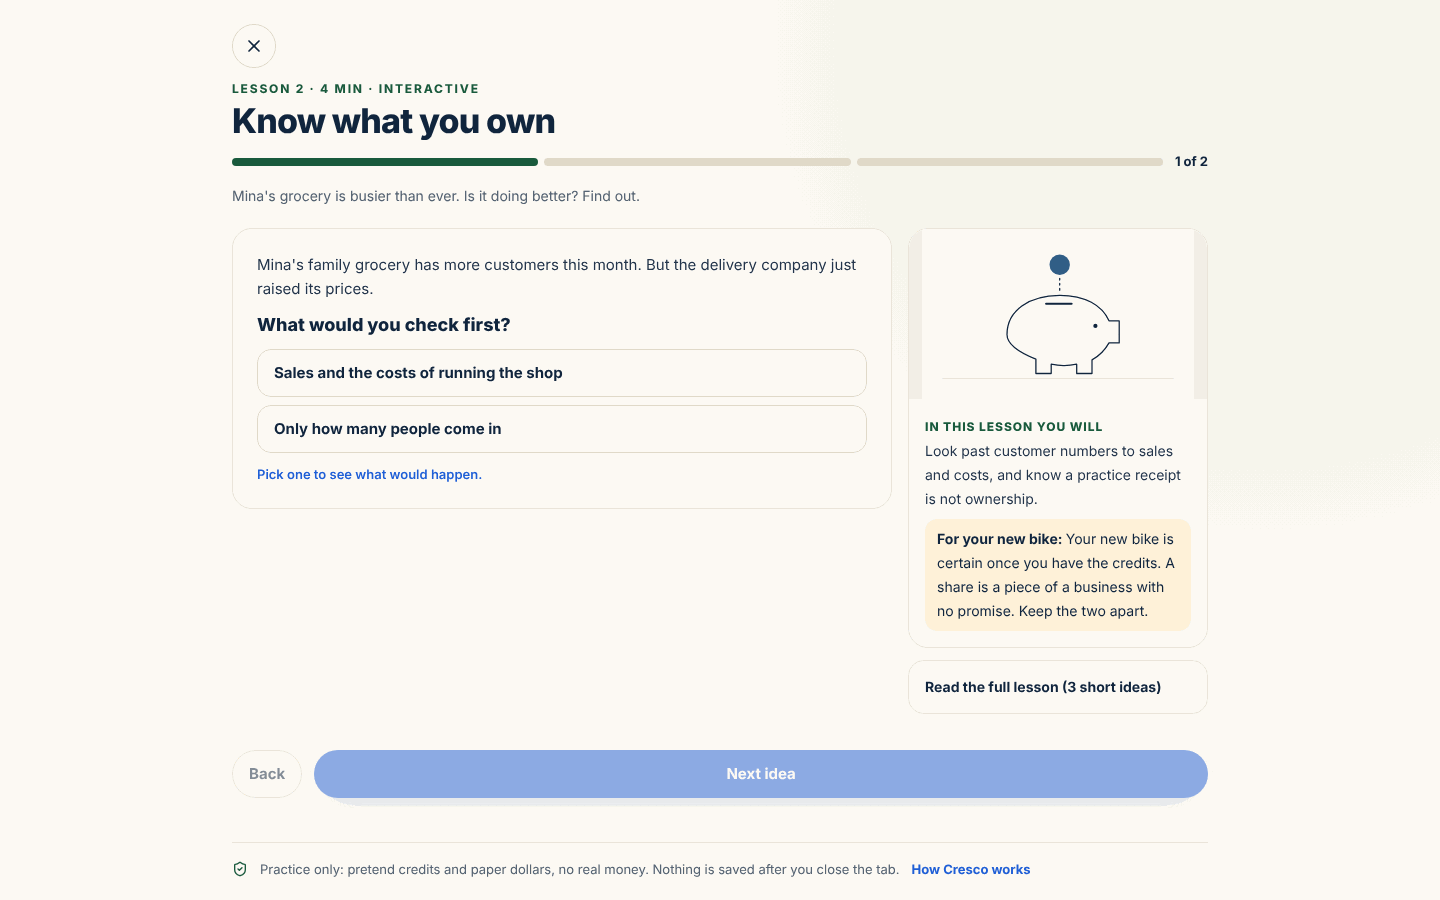 LESSON 2 · 4 MIN · INTERACTIVE
Know what you own
1 of 2
Mina's grocery is busier than ever. Is it doing better? Find out.
Mina's family grocery has more customers this month. But the delivery company just
raised its prices.
What would you check first?
Sales and the costs of running the shop
Only how many people come in
Pick one to see what would happen.
IN THIS LESSON YOU WILL
Look past customer numbers to sales
and costs, and know a practice receipt
is not ownership.
For your new bike: Your new bike is
certain once you have the credits. A
share is a piece of a business with
no promise. Keep the two apart.
Read the full lesson (3 short ideas)
Back
Next idea
Practice only: pretend credits and paper dollars, no real money. Nothing is saved after you close the tab. How Cresco works